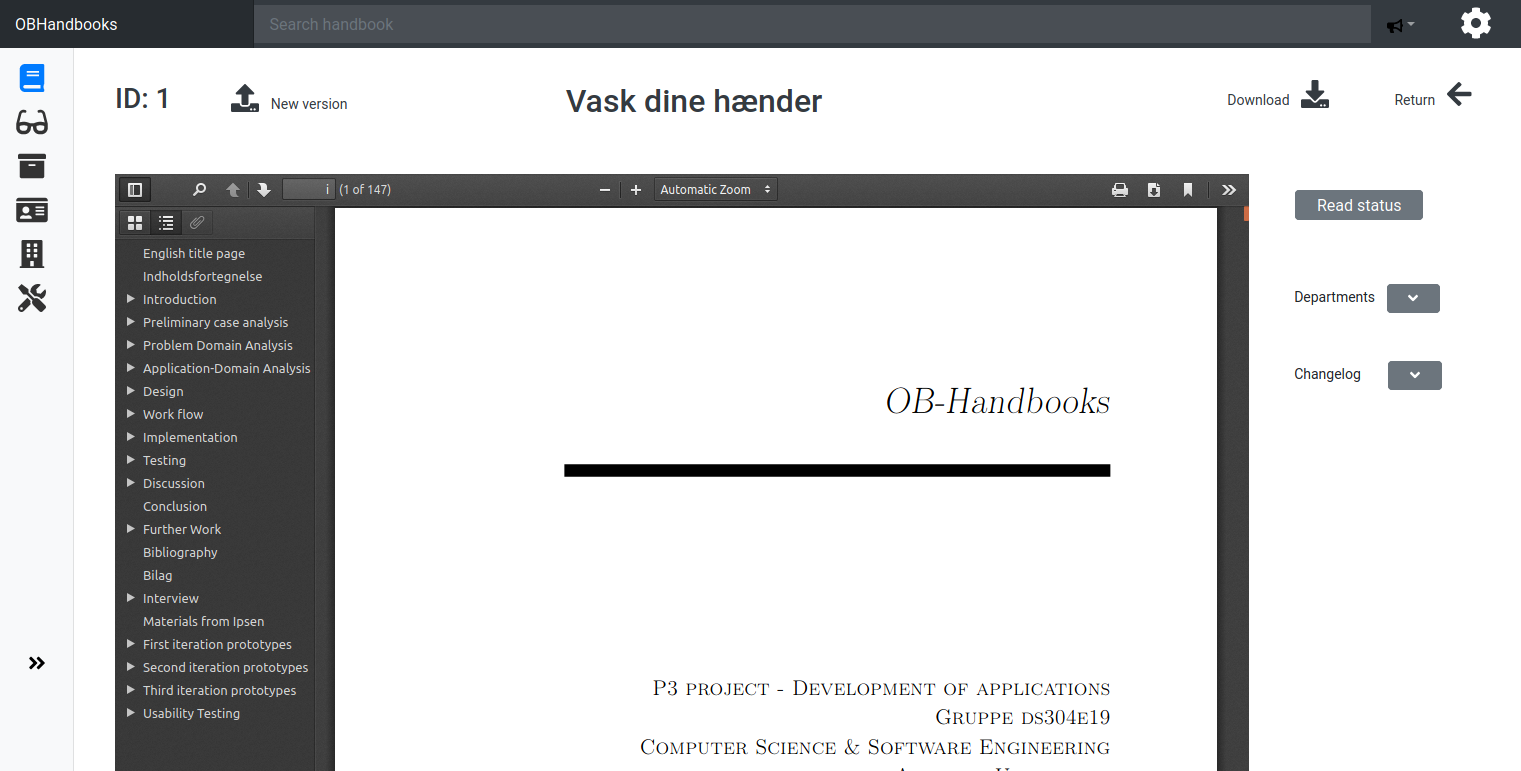 OBHandbooks
Search handbook
ID: 1
New version
Vask dine hænder
Download
Return
i (1 of 147)
Automatic Zoom
Read status
Departments
Changelog
English title page
Indholdsfortegnelse
Introduction
Preliminary case analysis
Problem Domain Analysis
Application-Domain Analysis
Design
Work flow
Implementation
Testing
Discussion
Conclusion
Further Work
Bibliography
Bilag
Interview
Materials from Ipsen
First iteration prototypes
Second iteration prototypes
Third iteration prototypes
Usability Testing
OB-Handbooks
P3 project - Development of applications
Gruppe ds304e19
Computer Science & Software Engineering